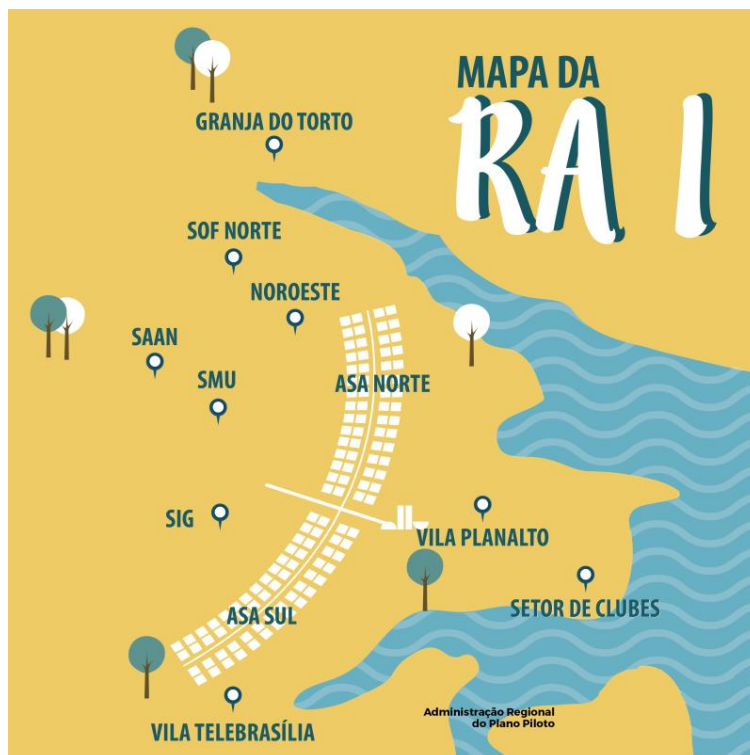 MAPA DA
RA I
GRANJA DO TORTO
SOF NORTE
NOROESTE
SAAN
SMU
ASA NORTE
SIG
VILA PLANALTO
SETOR DE CLUBES
ASA SUL
VILA TELEBRASÍLIA
Administração Regional
do Plano Piloto